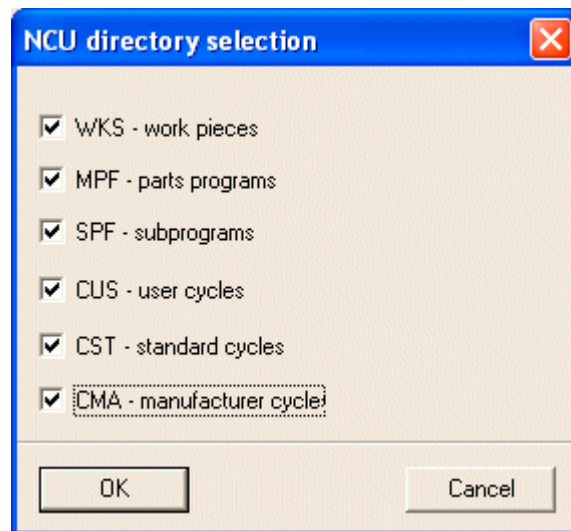 NCU directory selection
WKS - work pieces
MPF - parts programs
SPF - subprograms
CUS - user cycles
CST - standard cycles
CMA - manufacturer cycle
OK
Cancel